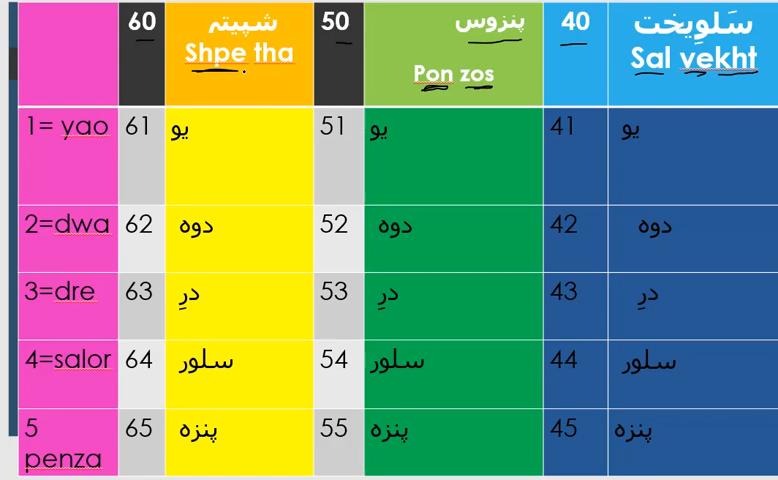 60 شپیتہ 50 پنزوس 40 سَلوِیخت
Shpe tha Pon zos Sal vekht
1= yao 61 یو 51 یو 41 یو
2=dwa 62 دوه 52 دوه 42 دوه
3=dre 63 درِ 53 درِ 43 درِ
4=salor 64 سلور 54 سلور 44 سلور
5 65 پنزه 55 پنزه 45 پنزه
penza